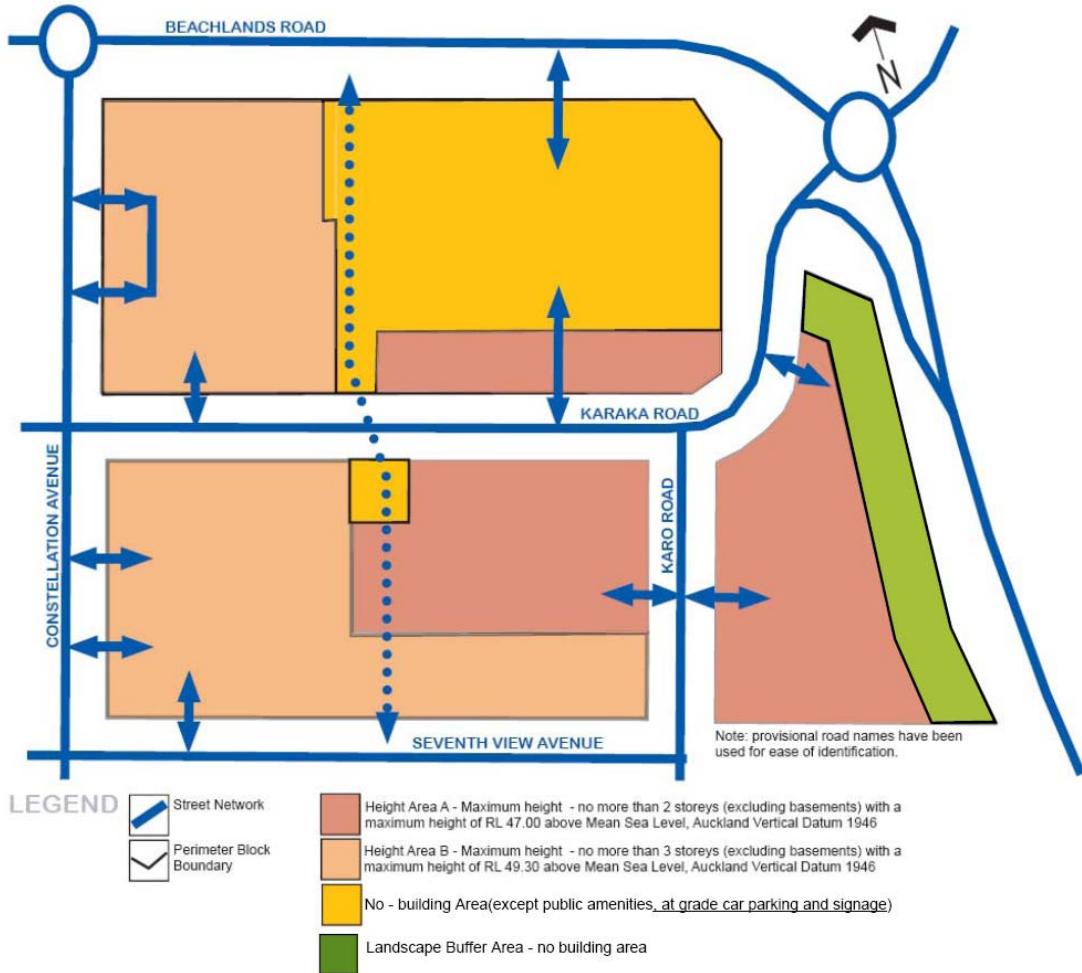 BEACHLANDS ROAD
N
KARAKA ROAD
CONSTELLATION AVENUE
KARO ROAD
SEVENTH VIEW AVENUE
Note: provisional road names have been
used for ease of identification.
LEGEND
Street Network
Perimeter Block
Boundary
Height Area A - Maximum height - no more than 2 storeys (excluding basements) with a
maximum height of RL 47.00 above Mean Sea Level, Auckland Vertical Datum 1946
Height Area B - Maximum height - no more than 3 storeys (excluding basements) with a
maximum height of RL 49.30 above Mean Sea Level, Auckland Vertical Datum 1946
No - building Area(except public amenities, at grade car parking and signage)
Landscape Buffer Area - no building area